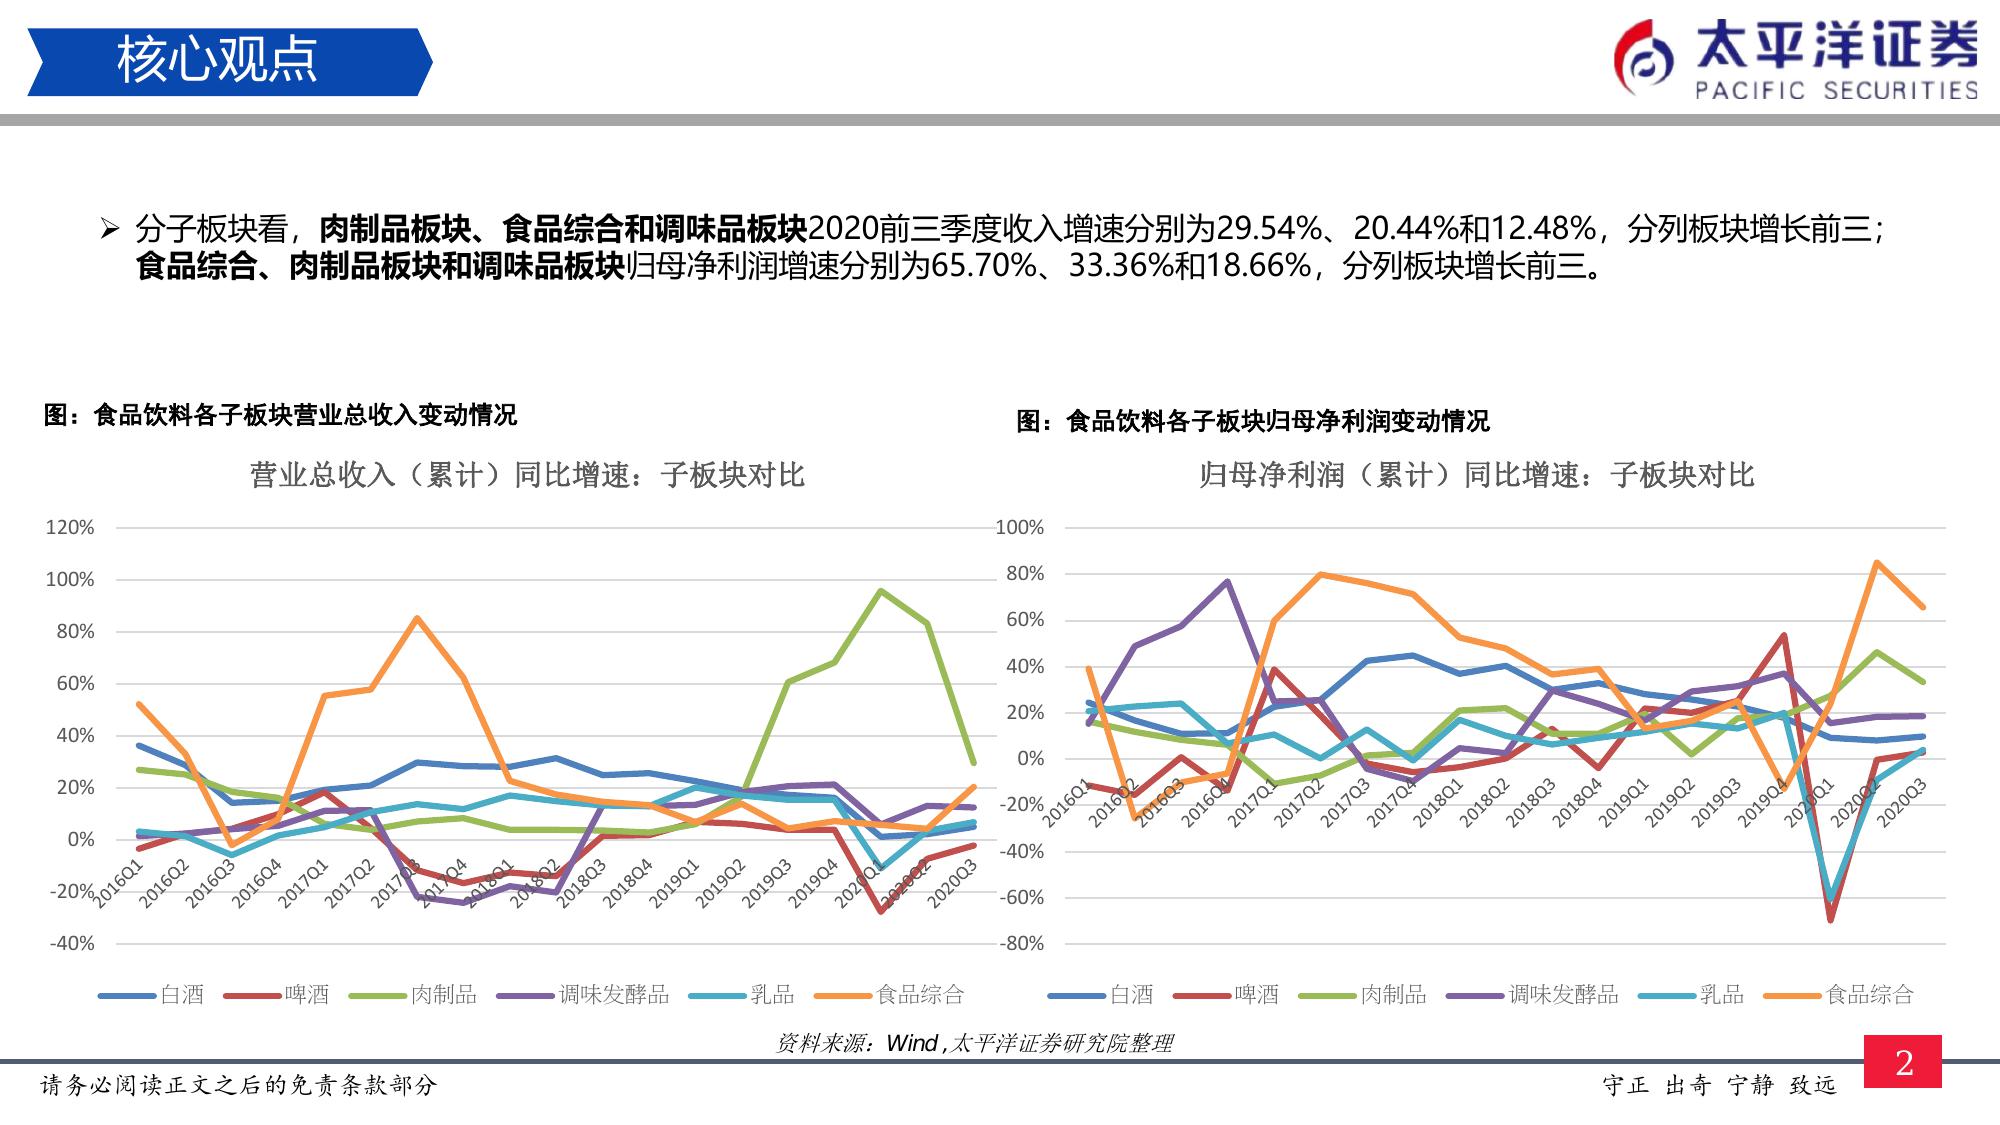 核心观点
太平洋证券
PACIFIC SECURITIES
➢ 分子板块看，肉制品板块、食品综合和调味品板块2020前三季度收入增速分别为29.54%、20.44%和12.48%，分列板块增长前三；
食品综合、肉制品板块和调味品板块归母净利润增速分别为65.70%、33.36%和18.66%，分列板块增长前三。
图：食品饮料各子板块营业总收入变动情况
图：食品饮料各子板块归母净利润变动情况
营业总收入（累计）同比增速：子板块对比
120%
100%
80%
60%
40%
20%
0%
-20%
-40%
2016Q1 2016Q2 2016Q3 2016Q4 2017Q1 2017Q2 2017Q3 2017Q4 2018Q1 2018Q2 2018Q3 2018Q4 2019Q1 2019Q2 2019Q3 2019Q4 2020Q1 2020Q2 2020Q3
白酒 啤酒 肉制品 调味发酵品 乳品 食品综合
归母净利润（累计）同比增速：子板块对比
100%
80%
60%
40%
20%
0%
-20%
-40%
-60%
-80%
2016Q1 2016Q2 2016Q3 2016Q4 2017Q1 2017Q2 2017Q3 2017Q4 2018Q1 2018Q2 2018Q3 2018Q4 2019Q1 2019Q2 2019Q3 2019Q4 2020Q1 2020Q2 2020Q3
白酒 啤酒 肉制品 调味发酵品 乳品 食品综合
资料来源：Wind ,太平洋证券研究院整理
请务必阅读正文之后的免责条款部分
守正 出奇 宁静 致远
2